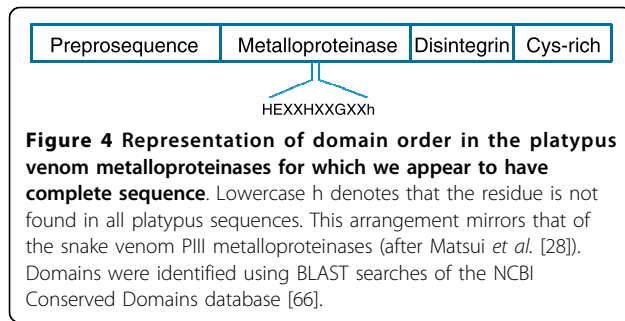 Preprosequence Metalloproteinase Disintegrin Cys-rich
HEXXHXXGXXh
Figure 4 Representation of domain order in the platypus
venom metalloproteinases for which we appear to have
complete sequence. Lowercase h denotes that the residue is not
found in all platypus sequences. This arrangement mirrors that of
the snake venom PIII metalloproteinases (after Matsui et al. [28]).
Domains were identified using BLAST searches of the NCBI
Conserved Domains database [66].